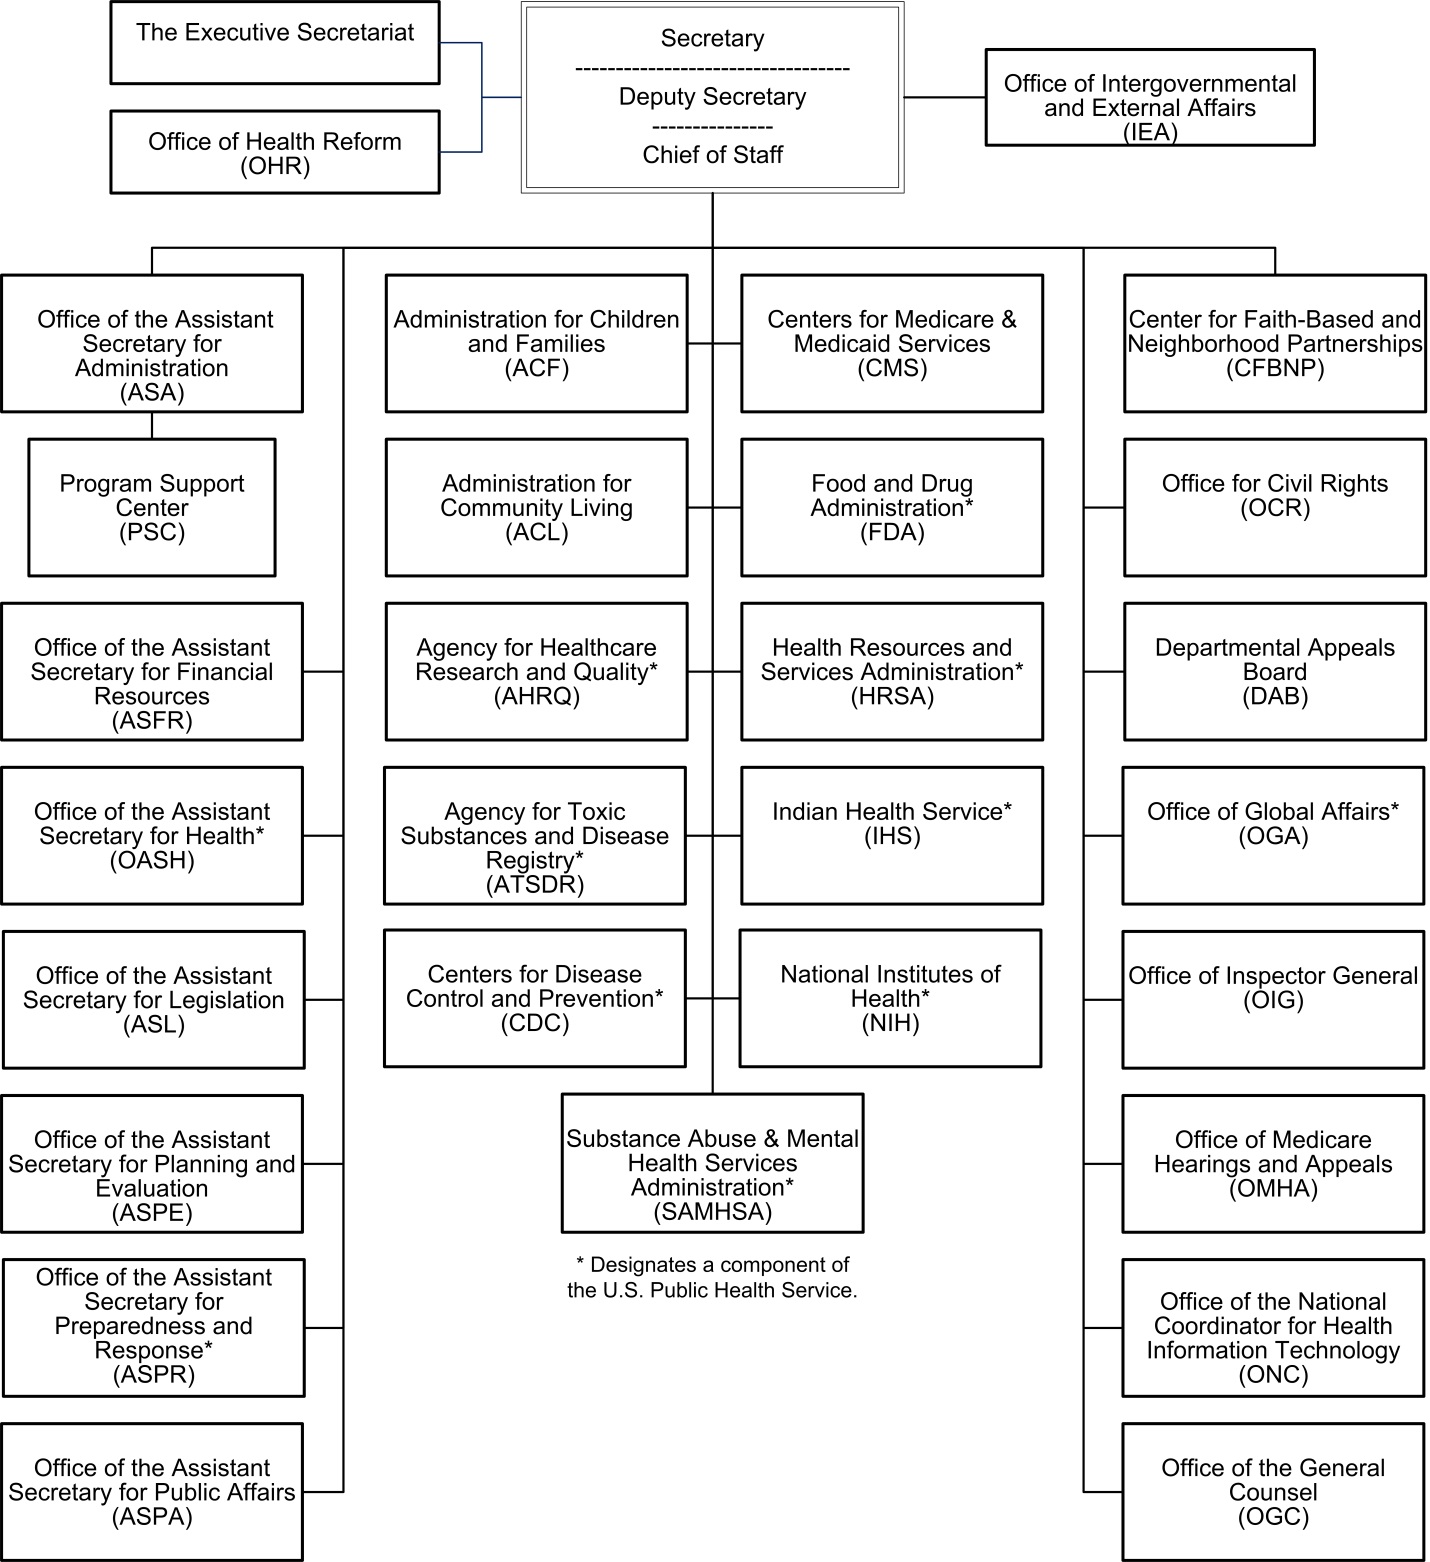 The Executive Secretariat
Office of Health Reform
(OHR)
Secretary
---------------------------------
Deputy Secretary
---------------
Chief of Staff
Office of Intergovernmental
and External Affairs
(IEA)
Office of the Assistant
Secretary for
Administration
(ASA)
Program Support
Center
(PSC)
Office of the Assistant
Secretary for Financial
Resources
(ASFR)
Office of the Assistant
Secretary for Health*
(OASH)
Office of the Assistant
Secretary for Legislation
(ASL)
Office of the Assistant
Secretary for Planning and
Evaluation
(ASPE)
Office of the Assistant
Secretary for
Preparedness and
Response*
(ASPR)
Office of the Assistant
Secretary for Public Affairs
(ASPA)
Administration for Children
and Families
(ACF)
Administration for
Community Living
(ACL)
Agency for Healthcare
Research and Quality*
(AHRQ)
Agency for Toxic
Substances and Disease
Registry*
(ATSDR)
Centers for Disease
Control and Prevention*
(CDC)
Centers for Medicare &
Medicaid Services
(CMS)
Food and Drug
Administration*
(FDA)
Health Resources and
Services Administration*
(HRSA)
Indian Health Service*
(IHS)
National Institutes of
Health*
(NIH)
Substance Abuse & Mental
Health Services
Administration*
(SAMHSA)
* Designates a component of
the U.S. Public Health Service.
Center for Faith-Based and
Neighborhood Partnerships
(CFBNP)
Office for Civil Rights
(OCR)
Departmental Appeals
Board
(DAB)
Office of Global Affairs*
(OGA)
Office of Inspector General
(OIG)
Office of Medicare
Hearings and Appeals
(OMHA)
Office of the National
Coordinator for Health
Information Technology
(ONC)
Office of the General
Counsel
(OGC)